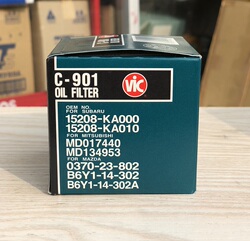 C-901
VIC
OIL FILTER
OEM NO.
FOR SUBARU
15208-KA000
15208-KA010
FOR MITSUBISHI
MD017440
MD134953
FOR MAZDA
0370-23-802
B6Y1-14-302
B6Y1-14-302A